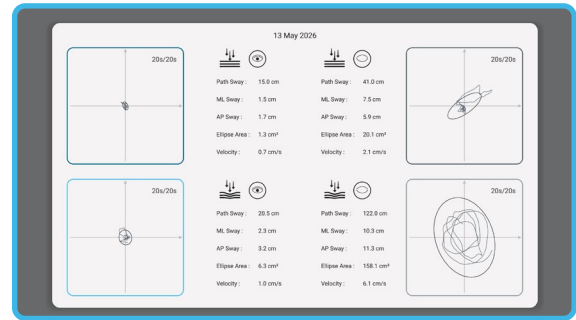 13 May 2026
20s/20s
Path Sway : 15.0 cm
ML Sway : 1.5 cm
AP Sway : 1.7 cm
Ellipse Area : 1.3 cm²
Velocity : 0.7 cm/s
Path Sway : 41.0 cm
ML Sway : 7.5 cm
AP Sway : 5.9 cm
Ellipse Area : 20.1 cm²
Velocity : 2.1 cm/s
20s/20s
20s/20s
Path Sway : 20.5 cm
ML Sway : 2.3 cm
AP Sway : 3.2 cm
Ellipse Area : 6.3 cm²
Velocity : 1.0 cm/s
Path Sway : 122.0 cm
ML Sway : 10.3 cm
AP Sway : 11.3 cm
Ellipse Area : 158.1 cm²
Velocity : 6.1 cm/s
20s/20s